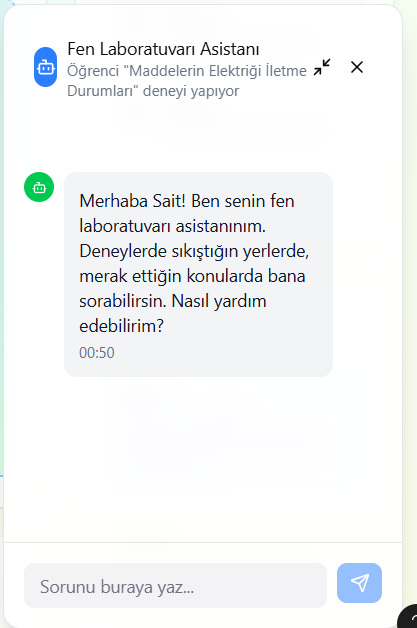 Fen Laboratuvarı Asistanı
Öğrenci "Maddelerin Elektriği İletme
Durumları" deneyi yapıyor
Merhaba Sait! Ben senin fen
laboratuvarı asistanınım.
Deneylerde sıkıştığın yerlerde,
merak ettiğin konularda bana
sorabilirsin. Nasıl yardım
edebilirim?
00:50
Sorunu buraya yaz...